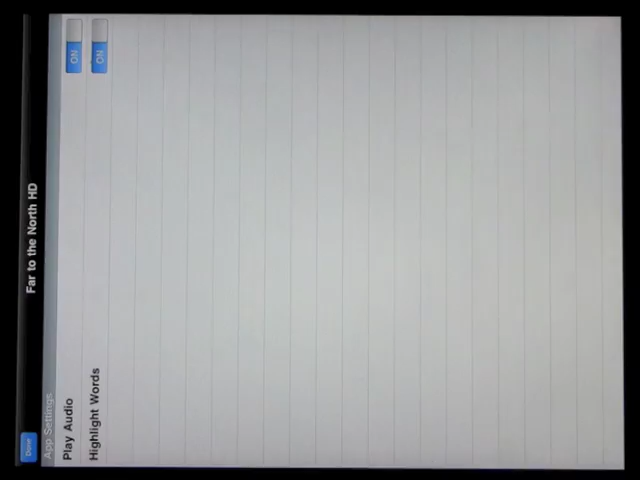 Far to the North HD
Done
App Settings
Play Audio ON
Highlight Words ON